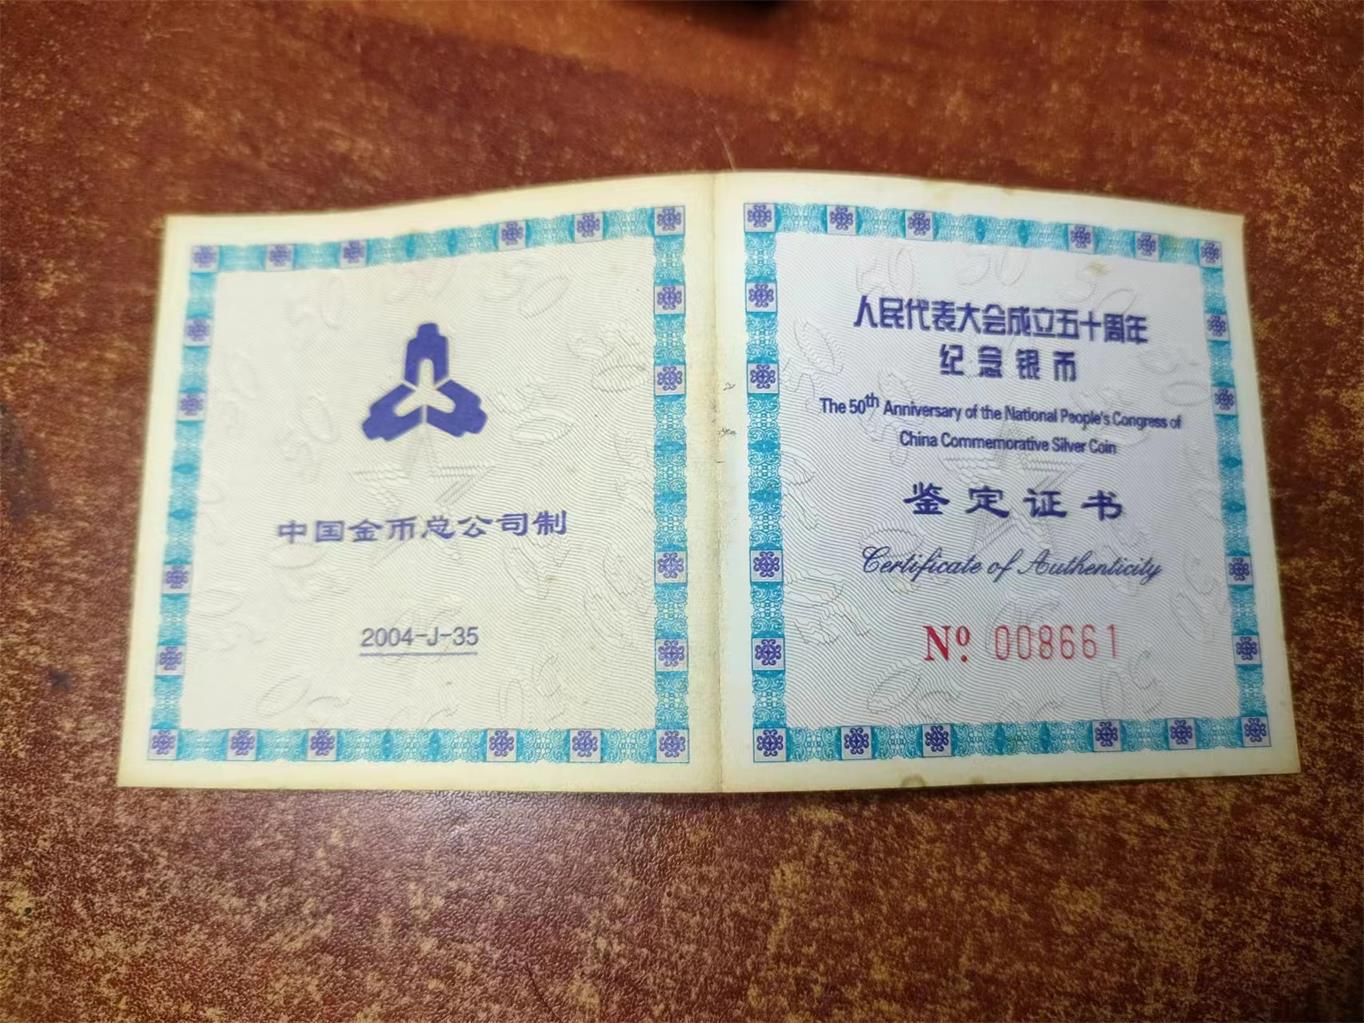 中国金币总公司制
2004-J-35
人民代表大会成立五十周年
纪念银币
The 50th Anniversary of the National People's Congress of
China Commemorative Silver Coin
鉴定证书
Certificate of Authenticity
Nº 008661